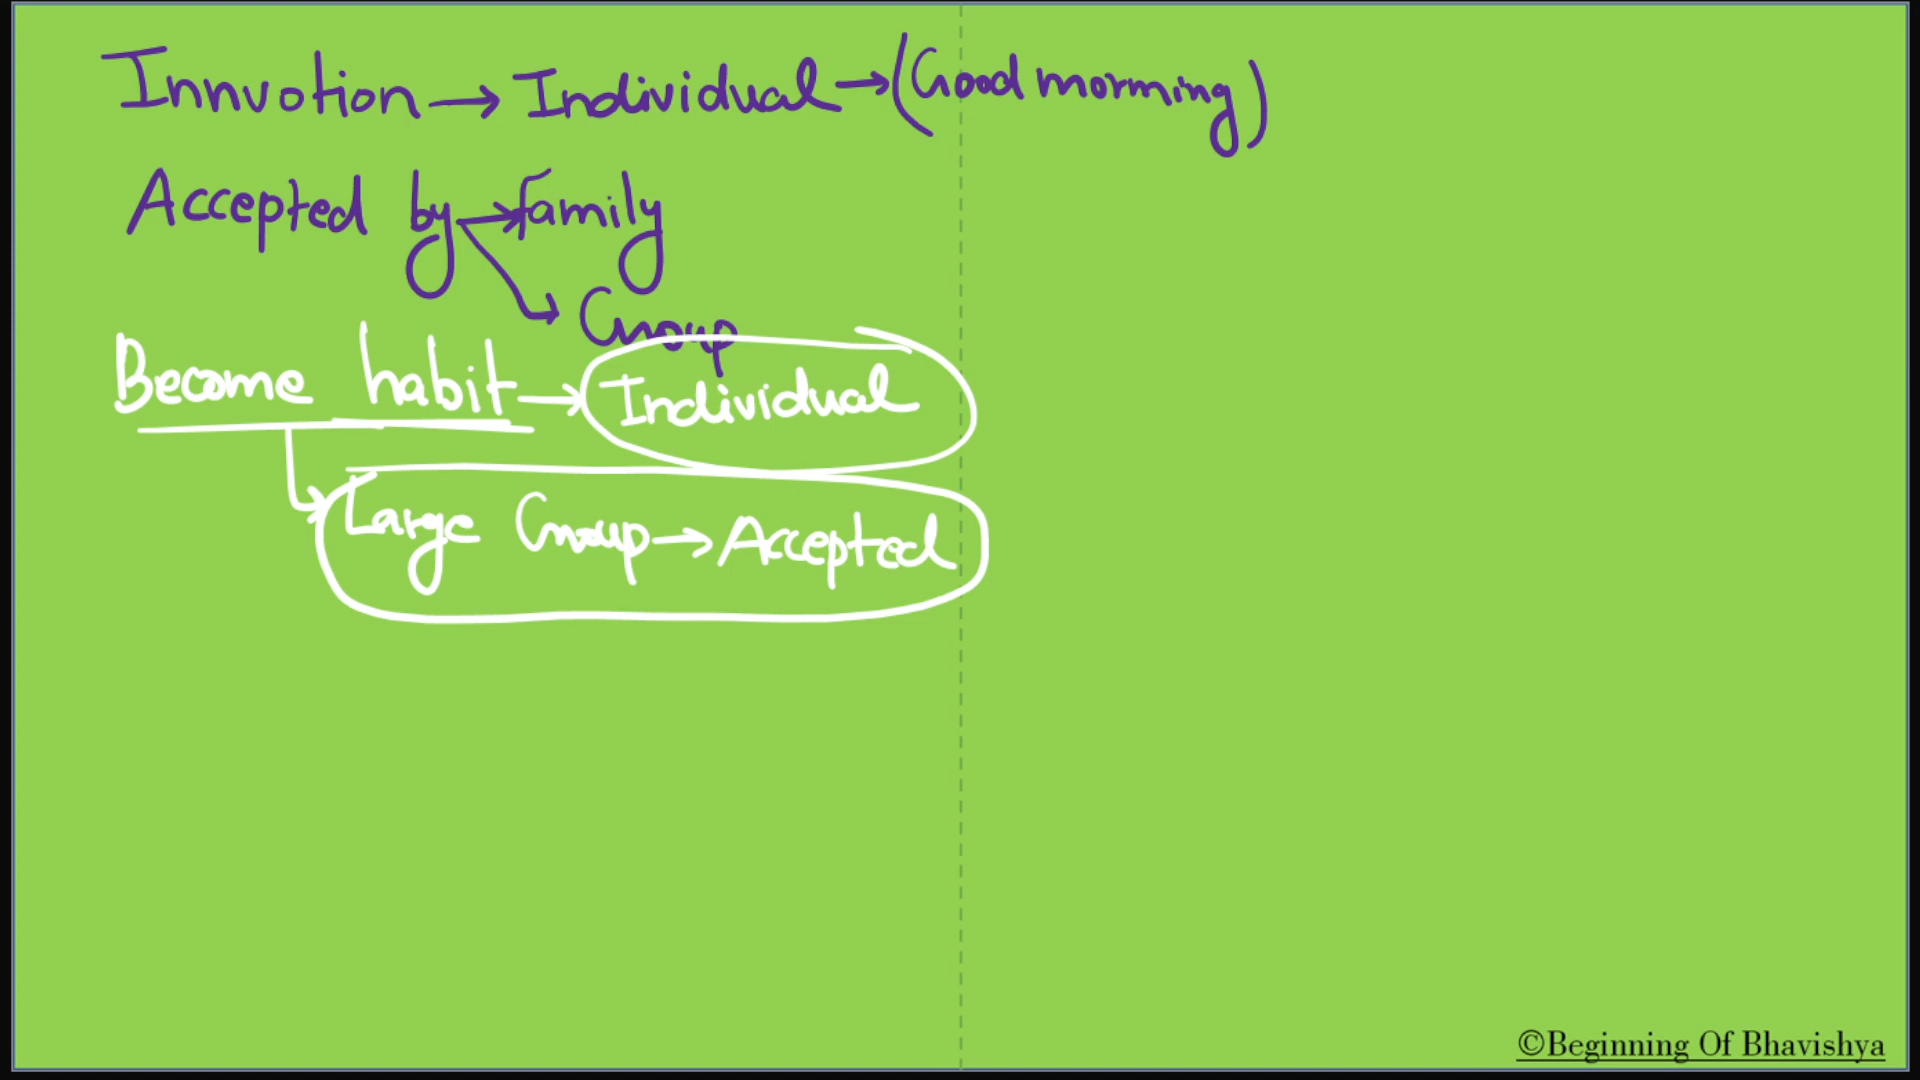 Innvotion → Individual → (Good morning)
Accepted by → family
→ Group
Become habit → Individual
Large Group → Accepted
©Beginning Of Bhavishya